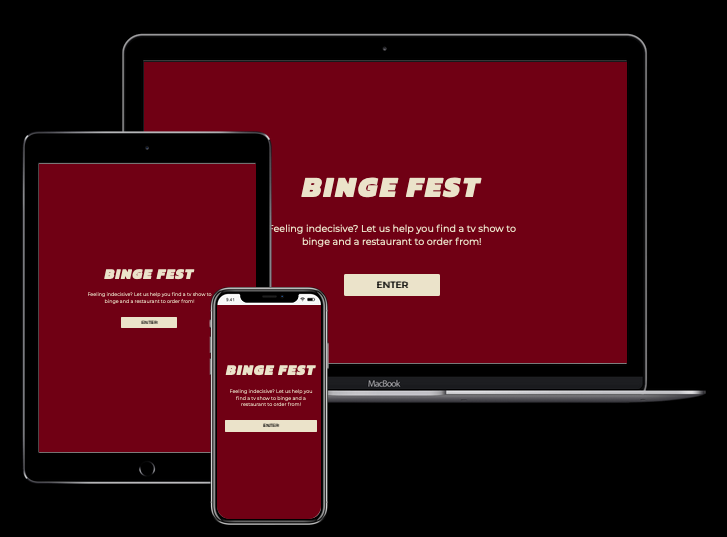 BINGE FEST
Feeling indecisive? Let us help you find a tv show to
binge and a restaurant to order from!
ENTER
MacBook
BINGE FEST
Feeling indecisive? Let us help you find a tv show to
binge and a restaurant to order from!
ENTER
9:41
BINGE FEST
Feeling indecisive? Let us help you
find a tv show to binge and a
restaurant to order from!
ENTER